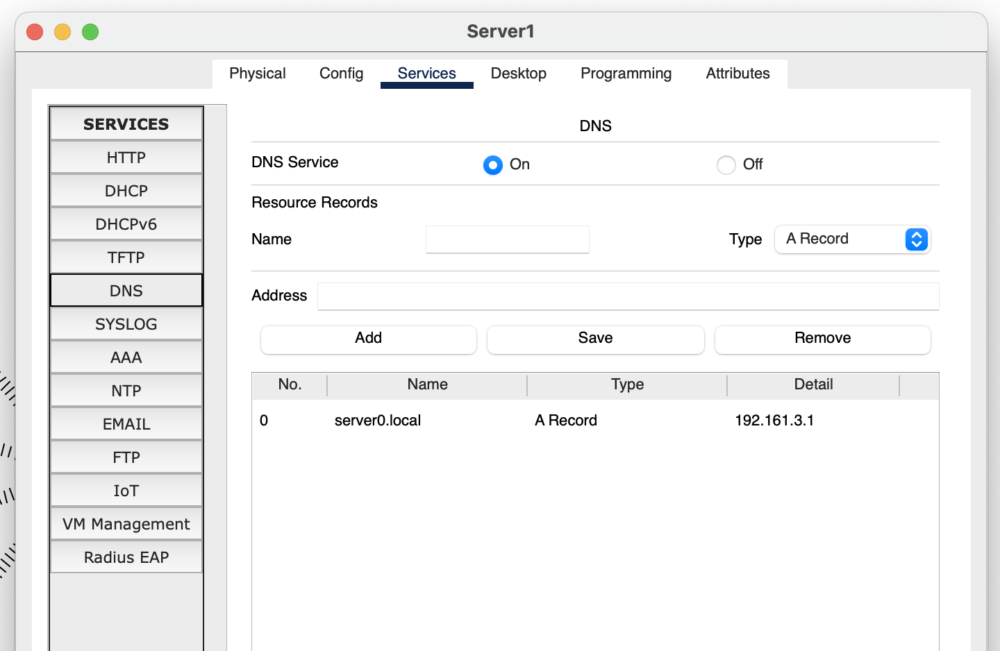 Server1
Physical Config Services Desktop Programming Attributes
SERVICES
HTTP
DHCP
DHCPv6
TFTP
DNS
SYSLOG
AAA
NTP
EMAIL
FTP
IoT
VM Management
Radius EAP
DNS
DNS Service On Off
Resource Records
Name Type A Record
Address
Add Save Remove
No. Name Type Detail
0 server0.local A Record 192.161.3.1